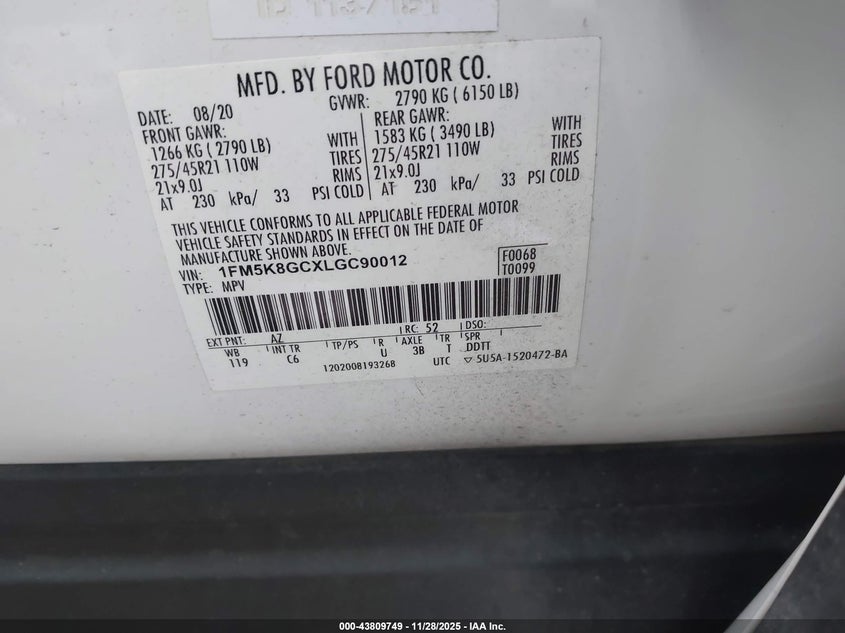 MFD. BY FORD MOTOR CO.
DATE: 08/20 GVWR: 2790 KG ( 6150 LB)
FRONT GAWR: REAR GAWR:
1266 KG ( 2790 LB) WITH 1583 KG ( 3490 LB) WITH
275/45R21 110W TIRES 275/45R21 110W TIRES
21x9.0J RIMS 21x9.0J RIMS
AT 230 kPa/ 33 PSI COLD AT 230 kPa/ 33 PSI COLD
THIS VEHICLE CONFORMS TO ALL APPLICABLE FEDERAL MOTOR
VEHICLE SAFETY STANDARDS IN EFFECT ON THE DATE OF
MANUFACTURE SHOWN ABOVE.
VIN: 1FM5K8GCXLGC90012 F0068
TYPE: MPV T0099
EXT PNT: AZ RC: 52 DSO:
WB INT TR TP/PS R AXLE TR SPR
119 C6 U 3B T DDTT
1202008193268 UTC ▽ 5U5A-1520472-BA
000-43809749 - 11/28/2025 - IAA Inc.